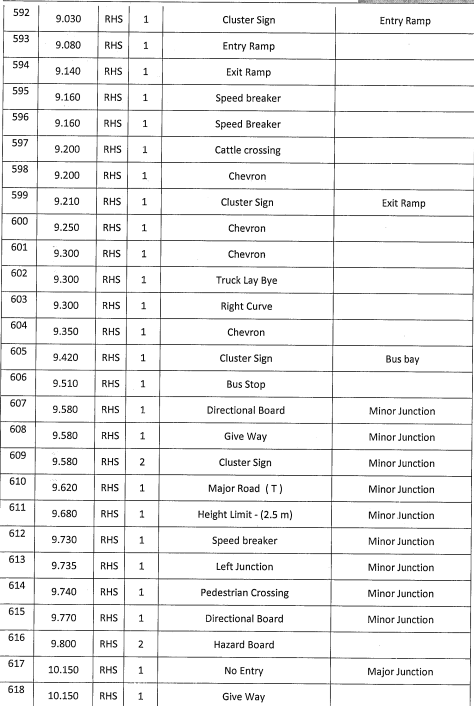 592 9.030 RHS 1 Cluster Sign Entry Ramp
593 9.080 RHS 1 Entry Ramp
594 9.140 RHS 1 Exit Ramp
595 9.160 RHS 1 Speed breaker
596 9.160 RHS 1 Speed Breaker
597 9.200 RHS 1 Cattle crossing
598 9.200 RHS 1 Chevron
599 9.210 RHS 1 Cluster Sign Exit Ramp
600 9.250 RHS 1 Chevron
601 9.300 RHS 1 Chevron
602 9.300 RHS 1 Truck Lay Bye
603 9.300 RHS 1 Right Curve
604 9.350 RHS 1 Chevron
605 9.420 RHS 1 Cluster Sign Bus bay
606 9.510 RHS 1 Bus Stop
607 9.580 RHS 1 Directional Board Minor Junction
608 9.580 RHS 1 Give Way Minor Junction
609 9.580 RHS 2 Cluster Sign Minor Junction
610 9.620 RHS 1 Major Road ( T ) Minor Junction
611 9.680 RHS 1 Height Limit - (2.5 m) Minor Junction
612 9.730 RHS 1 Speed breaker Minor Junction
613 9.735 RHS 1 Left Junction Minor Junction
614 9.740 RHS 1 Pedestrian Crossing Minor Junction
615 9.770 RHS 1 Directional Board Minor Junction
616 9.800 RHS 2 Hazard Board
617 10.150 RHS 1 No Entry Major Junction
618 10.150 RHS 1 Give Way